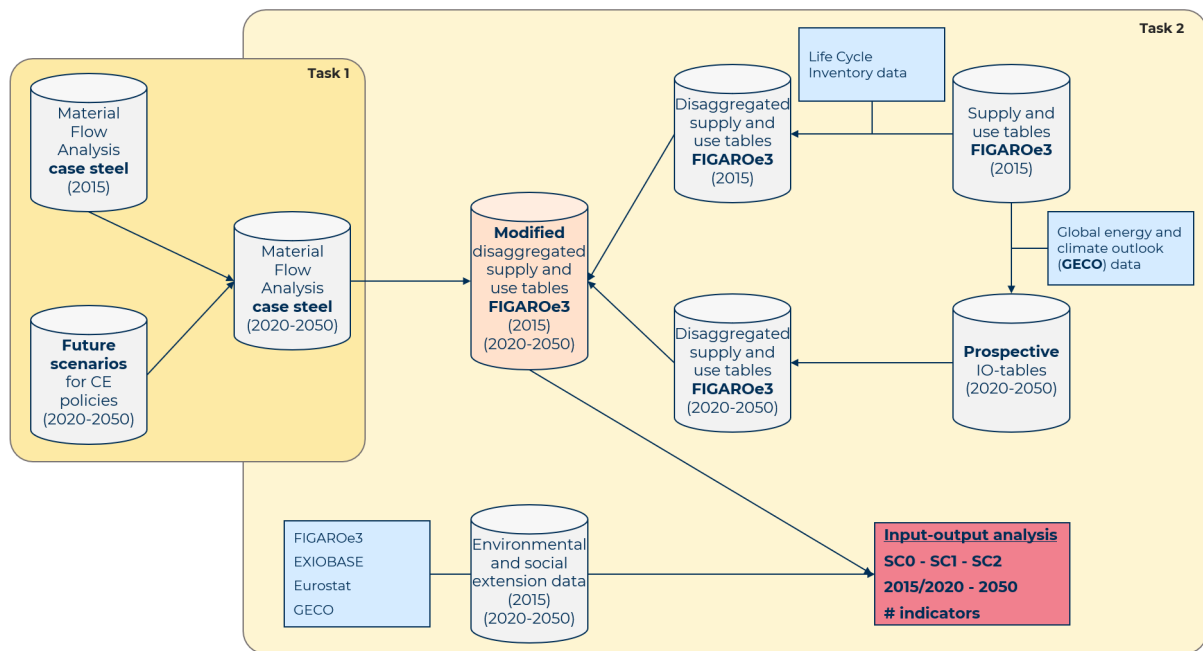 Task 1
Material
Flow
Analysis
case steel
(2015)
Future
scenarios
for CE
policies
(2020-2050)
Material
Flow
Analysis
case steel
(2020-2050)
Task 2
Modified
disaggregated
supply and
use tables
FIGAROe3
(2015)
(2020-2050)
Disaggregated
supply and
use tables
FIGAROe3
(2015)
Life Cycle
Inventory data
Supply and
use tables
FIGAROe3
(2015)
Global energy and
climate outlook
(GECO) data
Disaggregated
supply and
use tables
FIGAROe3
(2020-2050)
Prospective
IO-tables
(2020-2050)
FIGAROe3
EXIOBASE
Eurostat
GECO
Environmental
and social
extension data
(2015)
(2020-2050)
Input-output analysis
SC0 - SC1 - SC2
2015/2020 - 2050
# indicators